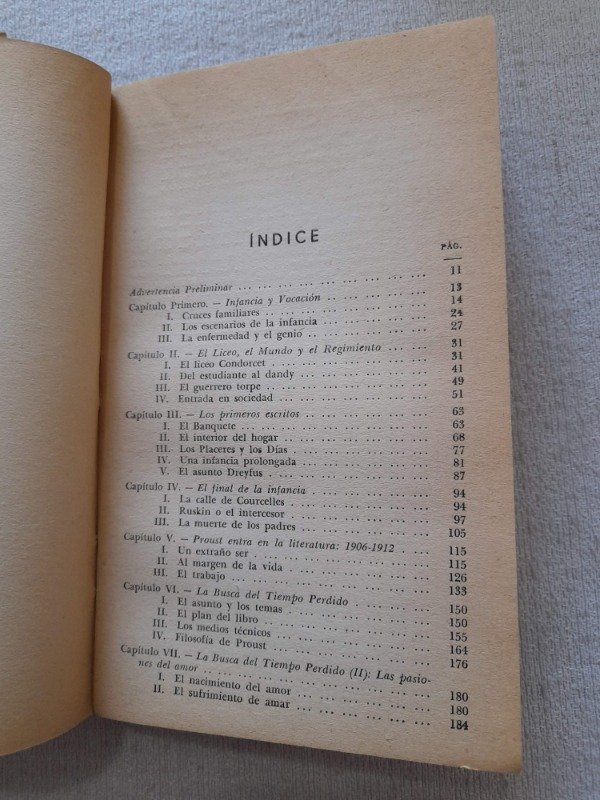 ÍNDICE
PÁG.
Advertencia Preliminar ... ... ... ... ... ... ... ... 11
Capítulo Primero. — Infancia y Vocación ... ... ... ... ... 13
I. Cruces familiares ... ... ... ... ... ... ... 14
II. Los escenarios de la infancia ... ... ... ... ... 24
III. La enfermedad y el genio ... ... ... ... ... 27
Capítulo II. — El Liceo, el Mundo y el Regimiento ... ... ... 31
I. El liceo Condorcet ... ... ... ... ... ... ... 31
II. Del estudiante al dandy ... ... ... ... ... ... 41
III. El guerrero torpe ... ... ... ... ... ... ... 49
IV. Entrada en sociedad ... ... ... ... ... ... ... 51
Capítulo III. — Los primeros escritos ... ... ... ... ... 63
I. El Banquete ... ... ... ... ... ... ... ... 63
II. El interior del hogar ... ... ... ... ... ... 68
III. Los Placeres y los Días ... ... ... ... ... ... 77
IV. Una infancia prolongada ... ... ... ... ... ... 81
V. El asunto Dreyfus ... ... ... ... ... ... ... 87
Capítulo IV. — El final de la infancia ... ... ... ... ... 94
I. La calle de Courcelles ... ... ... ... ... ... 94
II. Ruskin o el intercesor ... ... ... ... ... ... 97
III. La muerte de los padres ... ... ... ... ... ... 105
Capítulo V. — Proust entra en la literatura: 1906-1912 ... ... 115
I. Un extraño ser ... ... ... ... ... ... ... 115
II. Al margen de la vida ... ... ... ... ... ... 126
III. El trabajo ... ... ... ... ... ... ... ... 133
Capítulo VI. — La Busca del Tiempo Perdido ... ... ... ... 150
I. El asunto y los temas ... ... ... ... ... ... 150
II. El plan del libro ... ... ... ... ... ... ... 155
III. Los medios técnicos ... ... ... ... ... ... ... 164
IV. Filosofía de Proust ... ... ... ... ... ... ... 176
Capítulo VII. — La Busca del Tiempo Perdido (II): Las pasio-
nes del amor ... ... ... ... ... ... ... ... 180
I. El nacimiento del amor ... ... ... ... ... ... 180
II. El sufrimiento de amar ... ... ... ... ... ... 184